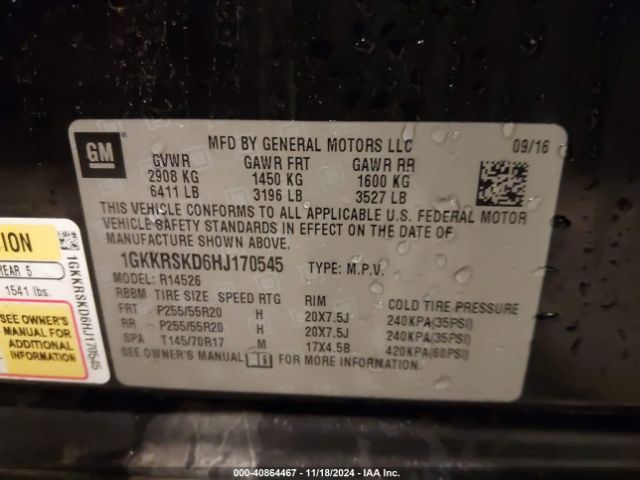 GM
MFD BY GENERAL MOTORS LLC 09/16
GVWR GAWR FRT GAWR RR
2908 KG 1450 KG 1600 KG
6411 LB 3196 LB 3527 LB
THIS VEHICLE CONFORMS TO ALL APPLICABLE U.S. FEDERAL MOTOR
VEHICLE SAFETY STANDARDS IN EFFECT ON THE DATE OF
MANUFACTURE SHOWN ABOVE.
1GKKRSKD6HJ170545 TYPE: M.P.V.
MODEL: R14526
RBBM TIRE SIZE SPEED RTG RIM COLD TIRE PRESSURE
FRT P255/55R20 H 20X7.5J 240KPA(35PSI)
RR P255/55R20 H 20X7.5J 240KPA(35PSI)
SPA T145/70R17 M 17X4.5B 420KPA(60PSI)
SEE OWNER'S MANUAL FOR MORE INFORMATION.
REAR 5
1541 lbs.
SEE OWNER'S
MANUAL FOR
ADDITIONAL
INFORMATION
1GKKRSKD6HJ170545
000-40864467 - 11/18/2024 - IAA Inc.